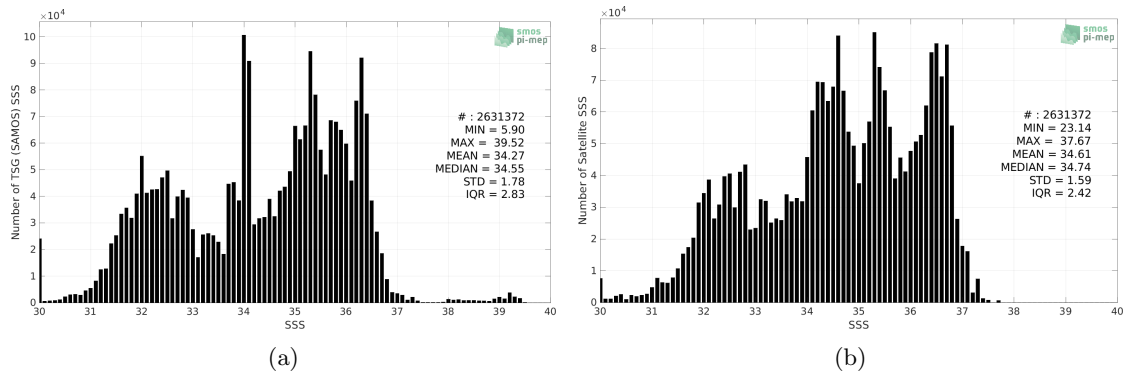 ×10⁴
smos
pi-mep
10
9
8
7
6
5
4
3
2
1
0
Number of TSG (SAMOS) SSS
# : 2631372
MIN = 5.90
MAX = 39.52
MEAN = 34.27
MEDIAN = 34.55
STD = 1.78
IQR = 2.83
30 31 32 33 34 35 36 37 38 39 40
SSS
(a)
×10⁴
smos
pi-mep
8
7
6
5
4
3
2
1
0
Number of Satellite SSS
# : 2631372
MIN = 23.14
MAX = 37.67
MEAN = 34.61
MEDIAN = 34.74
STD = 1.59
IQR = 2.42
30 31 32 33 34 35 36 37 38 39 40
SSS
(b)